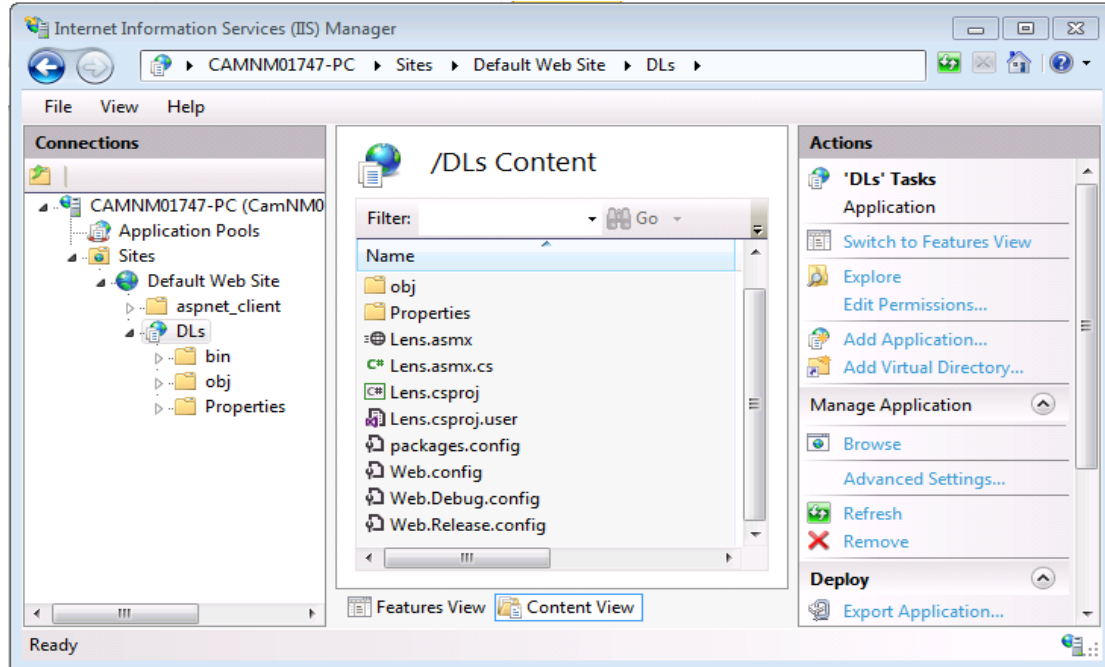 Internet Information Services (IIS) Manager
CAMNM01747-PC Sites Default Web Site DLs
File View Help
Connections
CAMNM01747-PC (CamNM0
Application Pools
Sites
Default Web Site
aspnet_client
DLs
bin
obj
Properties
/DLs Content
Filter: Go
Name
obj
Properties
Lens.asmx
C# Lens.asmx.cs
C# Lens.csproj
Lens.csproj.user
packages.config
Web.config
Web.Debug.config
Web.Release.config
Features View Content View
Actions
'DLs' Tasks
Application
Switch to Features View
Explore
Edit Permissions...
Add Application...
Add Virtual Directory...
Manage Application
Browse
Advanced Settings...
Refresh
Remove
Deploy
Export Application...
Ready